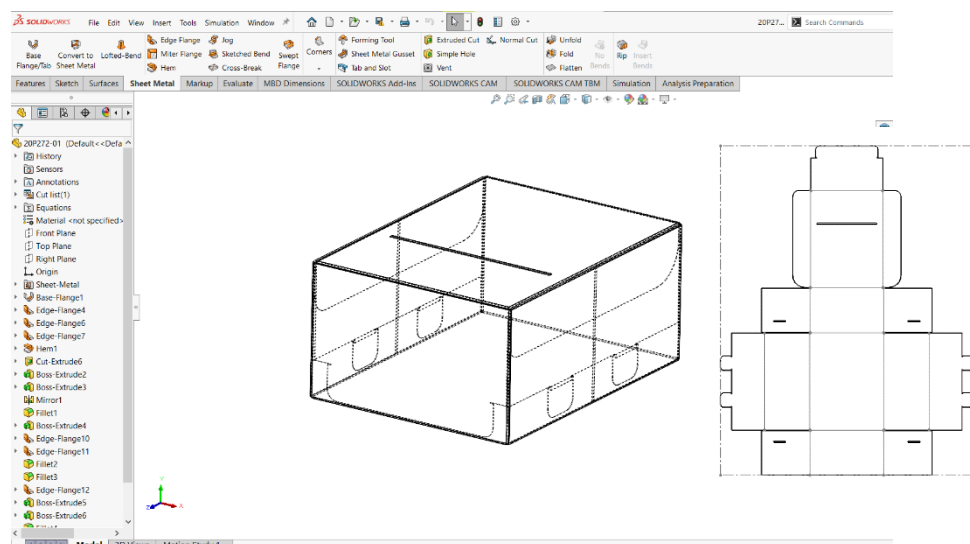 SOLIDWORKS File Edit View Insert Tools Simulation Window 20P27... Search Commands
Base Flange/Tab Convert to Sheet Metal Lofted-Bend Edge Flange Miter Flange Hem Jog Sketched Bend Cross-Break Swept Flange Corners Forming Tool Sheet Metal Gusset Tab and Slot Extruded Cut Simple Hole Vent Normal Cut Unfold Fold Flatten No Bends Rip Insert Bends
Features Sketch Surfaces Sheet Metal Markup Evaluate MBD Dimensions SOLIDWORKS Add-Ins SOLIDWORKS CAM SOLIDWORKS CAM TBM Simulation Analysis Preparation
20P272-01 (Default<<Defa
History
Sensors
Annotations
Cut list(1)
Equations
Material <not specified>
Front Plane
Top Plane
Right Plane
Origin
Sheet-Metal
Base-Flange1
Edge-Flange4
Edge-Flange6
Edge-Flange7
Hem1
Cut-Extrude6
Boss-Extrude2
Boss-Extrude3
Mirror1
Fillet1
Boss-Extrude4
Edge-Flange10
Edge-Flange11
Fillet2
Fillet3
Edge-Flange12
Boss-Extrude5
Boss-Extrude6
Y
Z X
Model 3D Views Motion Study 1